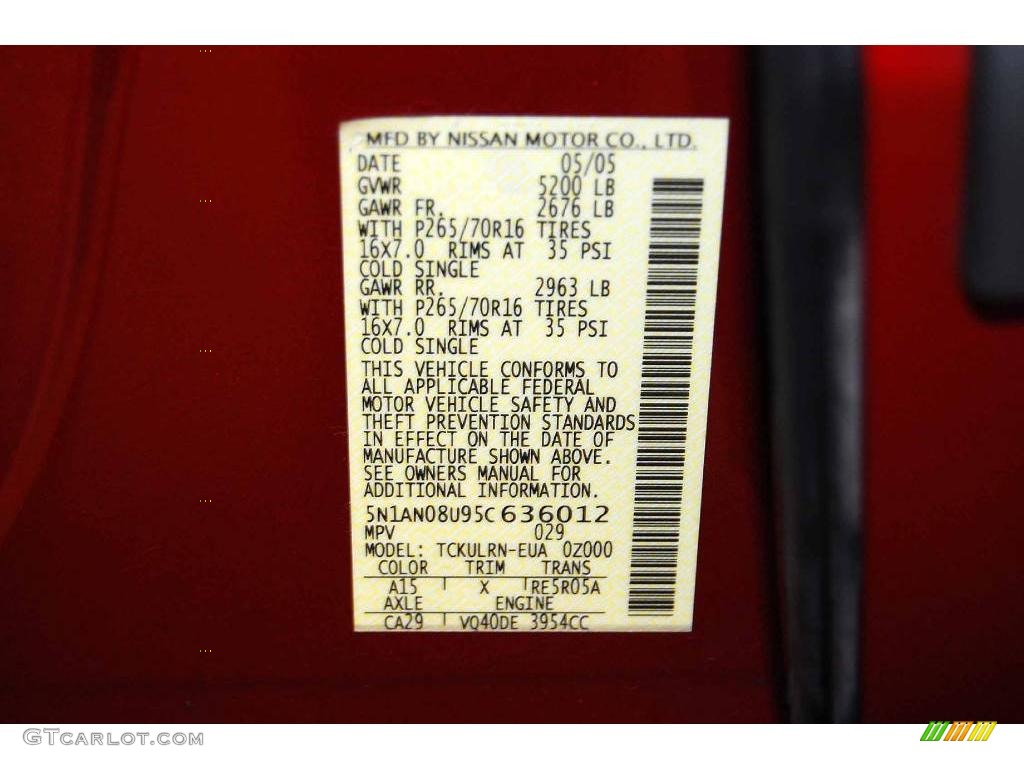 MFD BY NISSAN MOTOR CO., LTD.
DATE 05/05
GVWR 5200 LB
GAWR FR. 2676 LB
WITH P265/70R16 TIRES
16X7.0 RIMS AT 35 PSI
COLD SINGLE
GAWR RR. 2963 LB
WITH P265/70R16 TIRES
16X7.0 RIMS AT 35 PSI
COLD SINGLE
THIS VEHICLE CONFORMS TO
ALL APPLICABLE FEDERAL
MOTOR VEHICLE SAFETY AND
THEFT PREVENTION STANDARDS
IN EFFECT ON THE DATE OF
MANUFACTURE SHOWN ABOVE.
SEE OWNERS MANUAL FOR
ADDITIONAL INFORMATION.
5N1AN08U95C636012
MPV 029
MODEL: TCKULRN-EUA 0Z000
COLOR TRIM TRANS
A15 X RE5R05A
AXLE ENGINE
CA29 VQ40DE 3954CC
GTCARLOT.COM